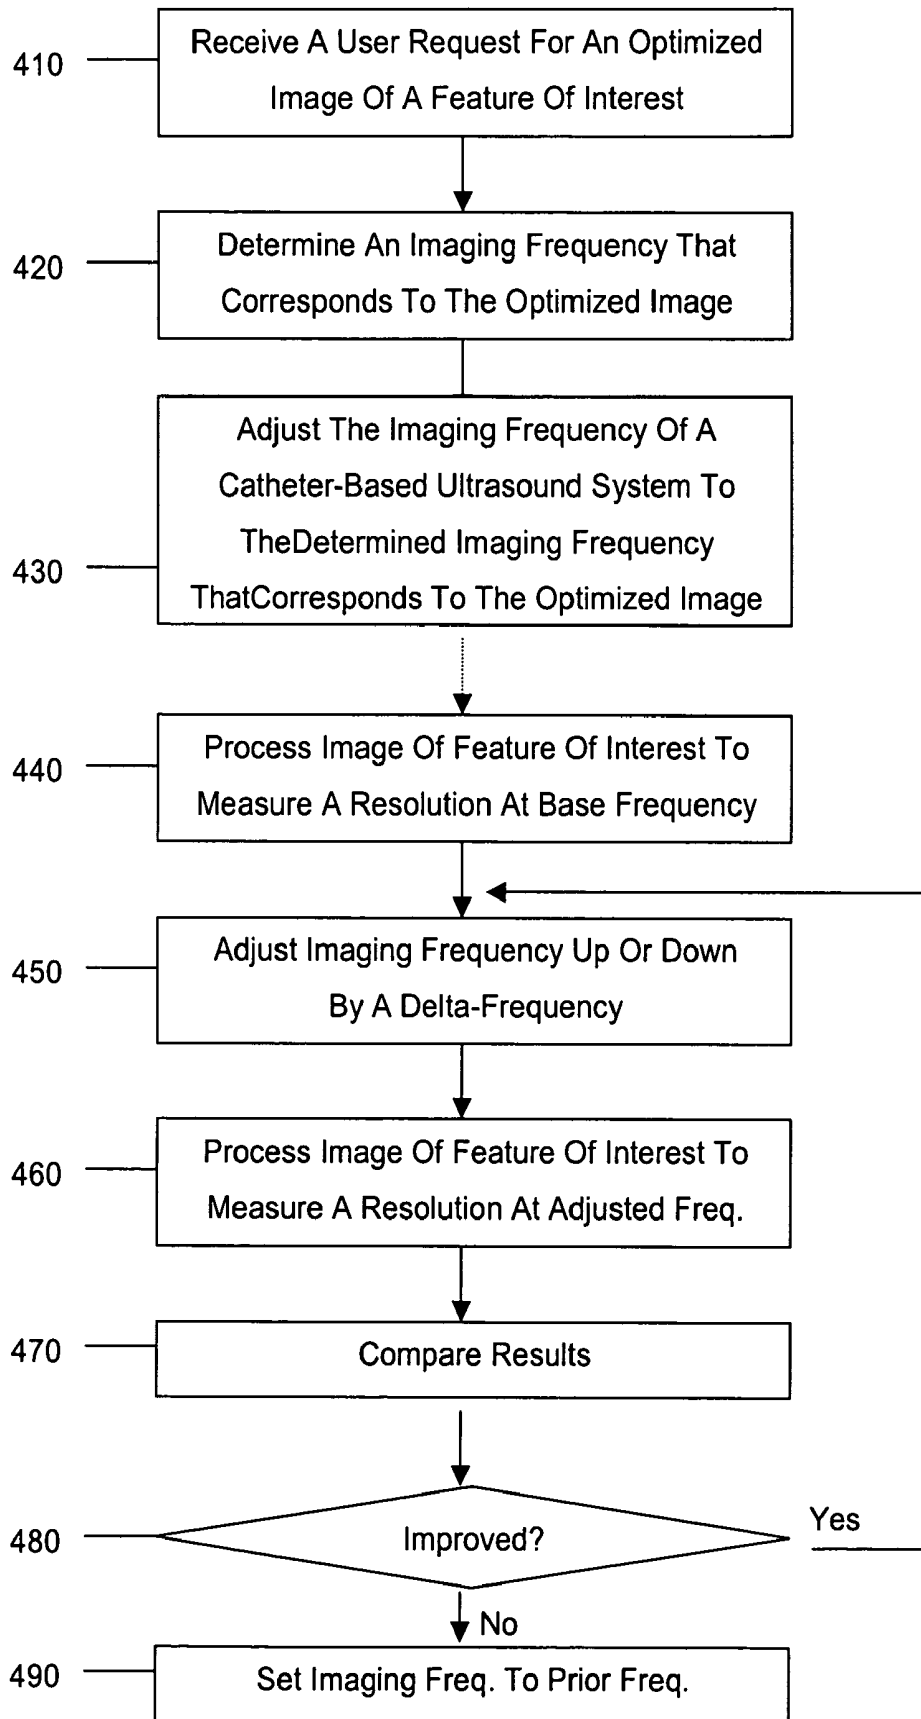 410
Receive A User Request For An Optimized
Image Of A Feature Of Interest
420
Determine An Imaging Frequency That
Corresponds To The Optimized Image
Adjust The Imaging Frequency Of A
Catheter-Based Ultrasound System To
TheDetermined Imaging Frequency
430
ThatCorresponds To The Optimized Image
440
Process Image Of Feature Of Interest To
Measure A Resolution At Base Frequency
450
Adjust Imaging Frequency Up Or Down
By A Delta-Frequency
460
Process Image Of Feature Of Interest To
Measure A Resolution At Adjusted Freq.
470
Compare Results
480
Improved?
Yes
No
490
Set Imaging Freq. To Prior Freq.